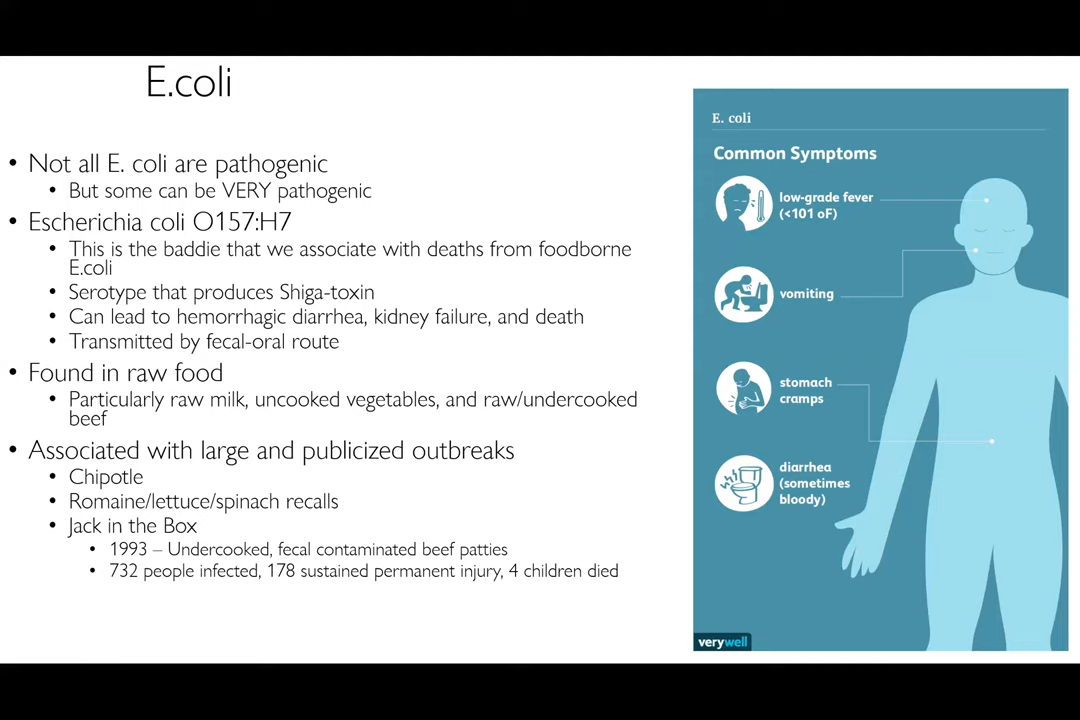 E.coli
• Not all E. coli are pathogenic
• But some can be VERY pathogenic
• Escherichia coli O157:H7
• This is the baddie that we associate with deaths from foodborne
E.coli
• Serotype that produces Shiga-toxin
• Can lead to hemorrhagic diarrhea, kidney failure, and death
• Transmitted by fecal-oral route
• Found in raw food
• Particularly raw milk, uncooked vegetables, and raw/undercooked
beef
• Associated with large and publicized outbreaks
• Chipotle
• Romaine/lettuce/spinach recalls
• Jack in the Box
• 1993 – Undercooked, fecal contaminated beef patties
• 732 people infected, 178 sustained permanent injury, 4 children died
E. coli
Common Symptoms
low-grade fever
(<101 oF)
vomiting
stomach
cramps
diarrhea
(sometimes
bloody)
verywell